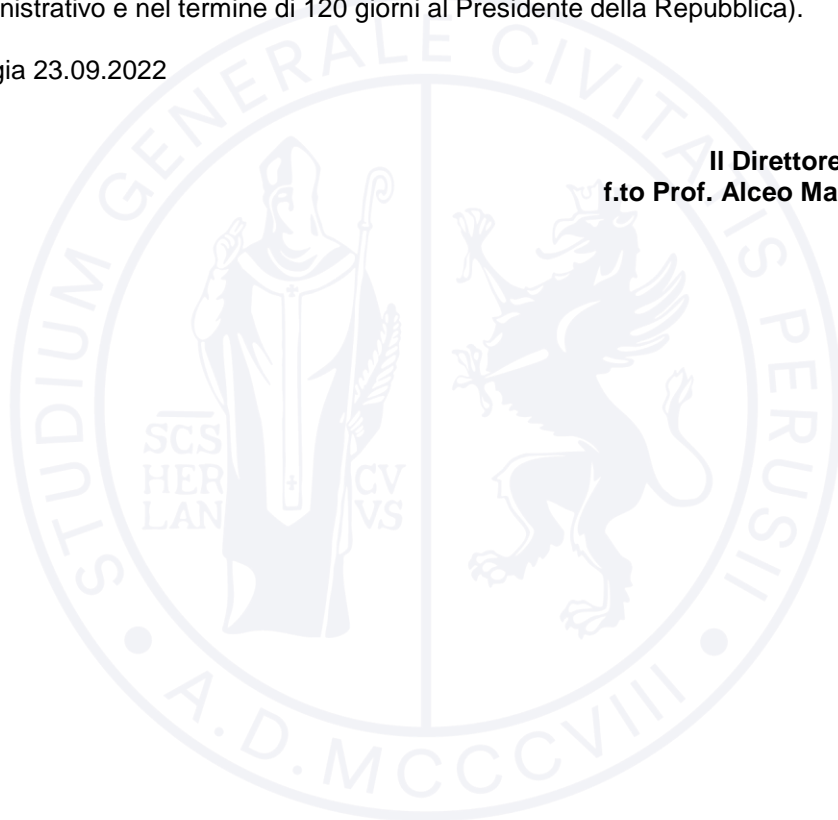 nistrativo e nel termine di 120 giorni al Presidente della Repubblica).
gia 23.09.2022
Il Direttore
f.to Prof. Alceo Ma
STUDIUM GENERALE CIVITATIS PERUSII
SCS
HER CV
LAN VS
A.D. MCCCVIII